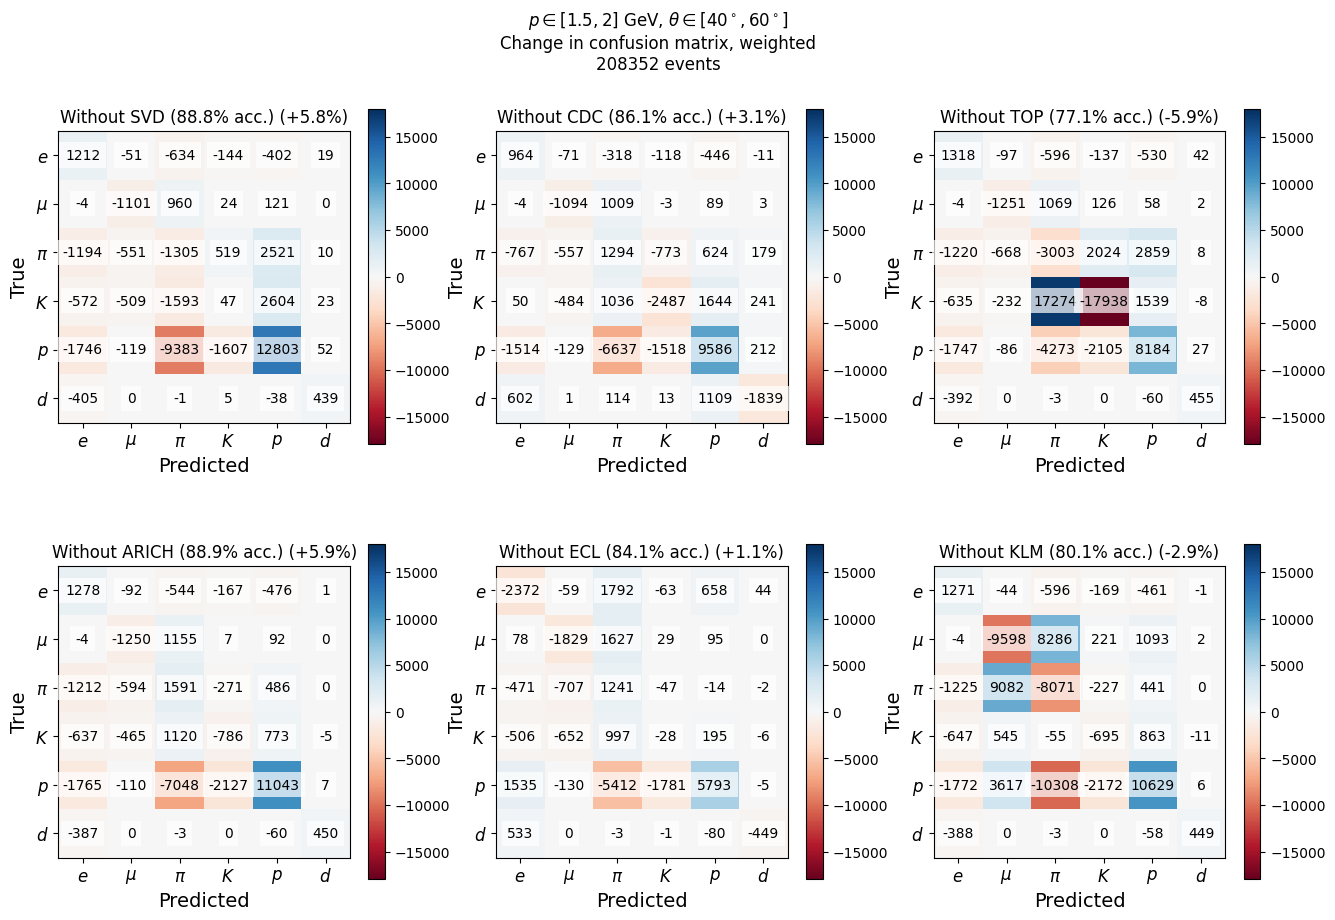 p ∈ [1.5, 2] GeV, θ ∈ [40°, 60°]
Change in confusion matrix, weighted
208352 events
Without SVD (88.8% acc.) (+5.8%)
e 1212 -51 -634 -144 -402 19
μ -4 -1101 960 24 121 0
π -1194 -551 -1305 519 2521 10
K -572 -509 -1593 47 2604 23
p -1746 -119 -9383 -1607 12803 52
d -405 0 -1 5 -38 439
e μ π K p d
Predicted
True
15000
10000
5000
0
−5000
−10000
−15000
Without CDC (86.1% acc.) (+3.1%)
964 -71 -318 -118 -446 -11
-4 -1094 1009 -3 89 3
-767 -557 1294 -773 624 179
50 -484 1036 -2487 1644 241
-1514 -129 -6637 -1518 9586 212
602 1 114 13 1109 -1839
e μ π K p d
Predicted
True
15000
10000
5000
0
−5000
−10000
−15000
Without TOP (77.1% acc.) (-5.9%)
e 1318 -97 -596 -137 -530 42
μ -4 -1251 1069 126 58 2
π -1220 -668 -3003 2024 2859 8
K -635 -232 17274 -17938 1539 -8
p -1747 -86 -4273 -2105 8184 27
d -392 0 -3 0 -60 455
e μ π K p d
Predicted
True
15000
10000
5000
0
−5000
−10000
−15000
Without ARICH (88.9% acc.) (+5.9%)
e 1278 -92 -544 -167 -476 1
μ -4 -1250 1155 7 92 0
π -1212 -594 1591 -271 486 0
K -637 -465 1120 -786 773 -5
p -1765 -110 -7048 -2127 11043 7
d -387 0 -3 0 -60 450
e μ π K p d
Predicted
True
15000
10000
5000
0
−5000
−10000
−15000
Without ECL (84.1% acc.) (+1.1%)
e -2372 -59 1792 -63 658 44
μ 78 -1829 1627 29 95 0
π -471 -707 1241 -47 -14 -2
K -506 -652 997 -28 195 -6
p 1535 -130 -5412 -1781 5793 -5
d 533 0 -3 -1 -80 -449
e μ π K p d
Predicted
True
15000
10000
5000
0
−5000
−10000
−15000
Without KLM (80.1% acc.) (-2.9%)
e 1271 -44 -596 -169 -461 -1
μ -4 -9598 8286 221 1093 2
π -1225 9082 -8071 -227 441 0
K -647 545 -55 -695 863 -11
p -1772 3617 -10308 -2172 10629 6
d -388 0 -3 0 -58 449
e μ π K p d
Predicted
True
15000
10000
5000
0
−5000
−10000
−15000